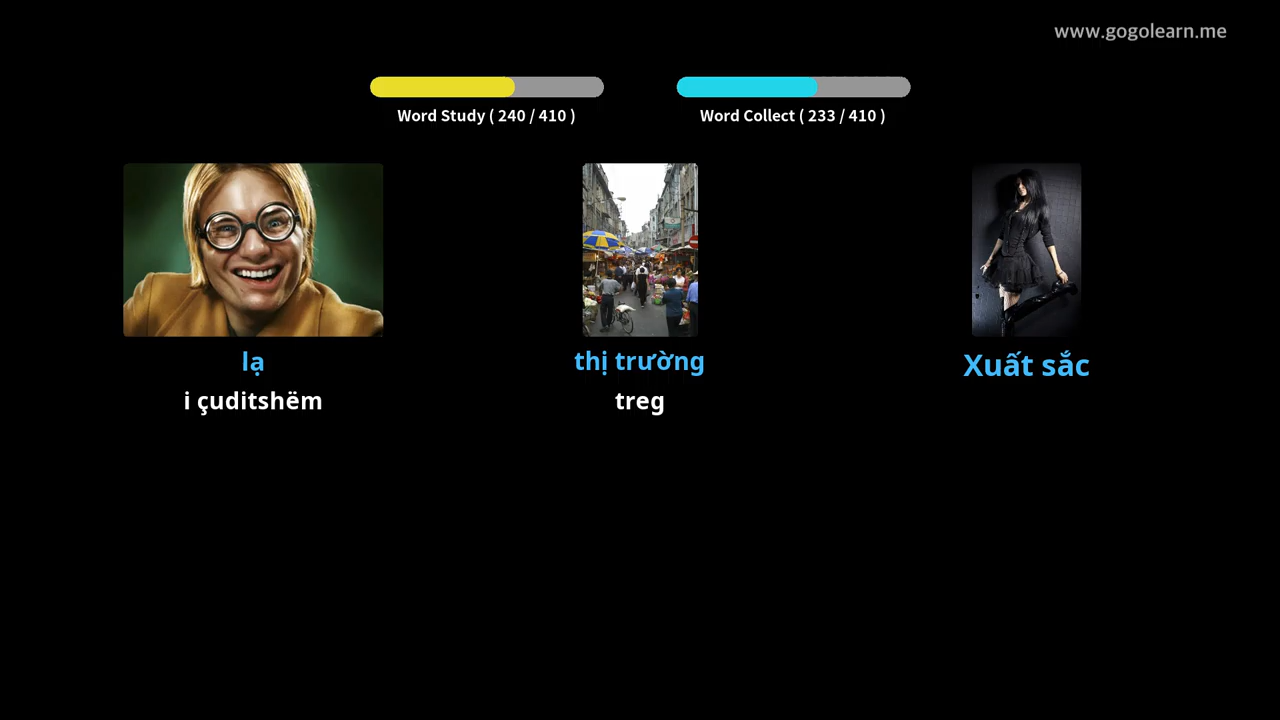 www.gogolearn.me
Word Study ( 240 / 410 )
Word Collect ( 233 / 410 )
lạ
i çuditshëm
thị trường
treg
Xuất sắc